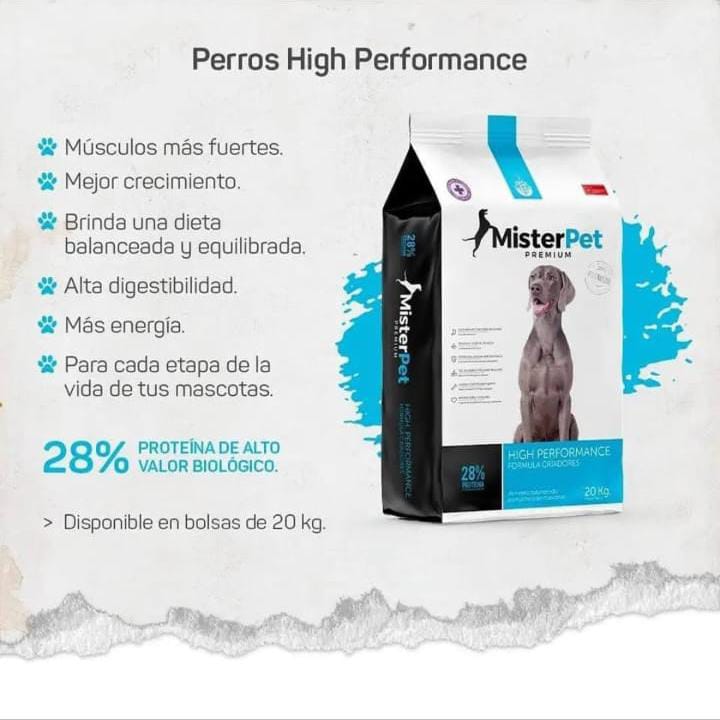 Perros High Performance
Músculos más fuertes.
Mejor crecimiento.
Brinda una dieta
balanceada y equilibrada.
Alta digestibilidad.
Más energía.
Para cada etapa de la
vida de tus mascotas.
28% PROTEÍNA DE ALTO
VALOR BIOLÓGICO.
> Disponible en bolsas de 20 kg.
MisterPet
PREMIUM
28%
PROTEÍNA
HIGH PERFORMANCE
FORMULA CRIADORES
20 Kg.
28%
MisterPet
PREMIUM
HIGH PERFORMANCE
FORMULA CRIADORES